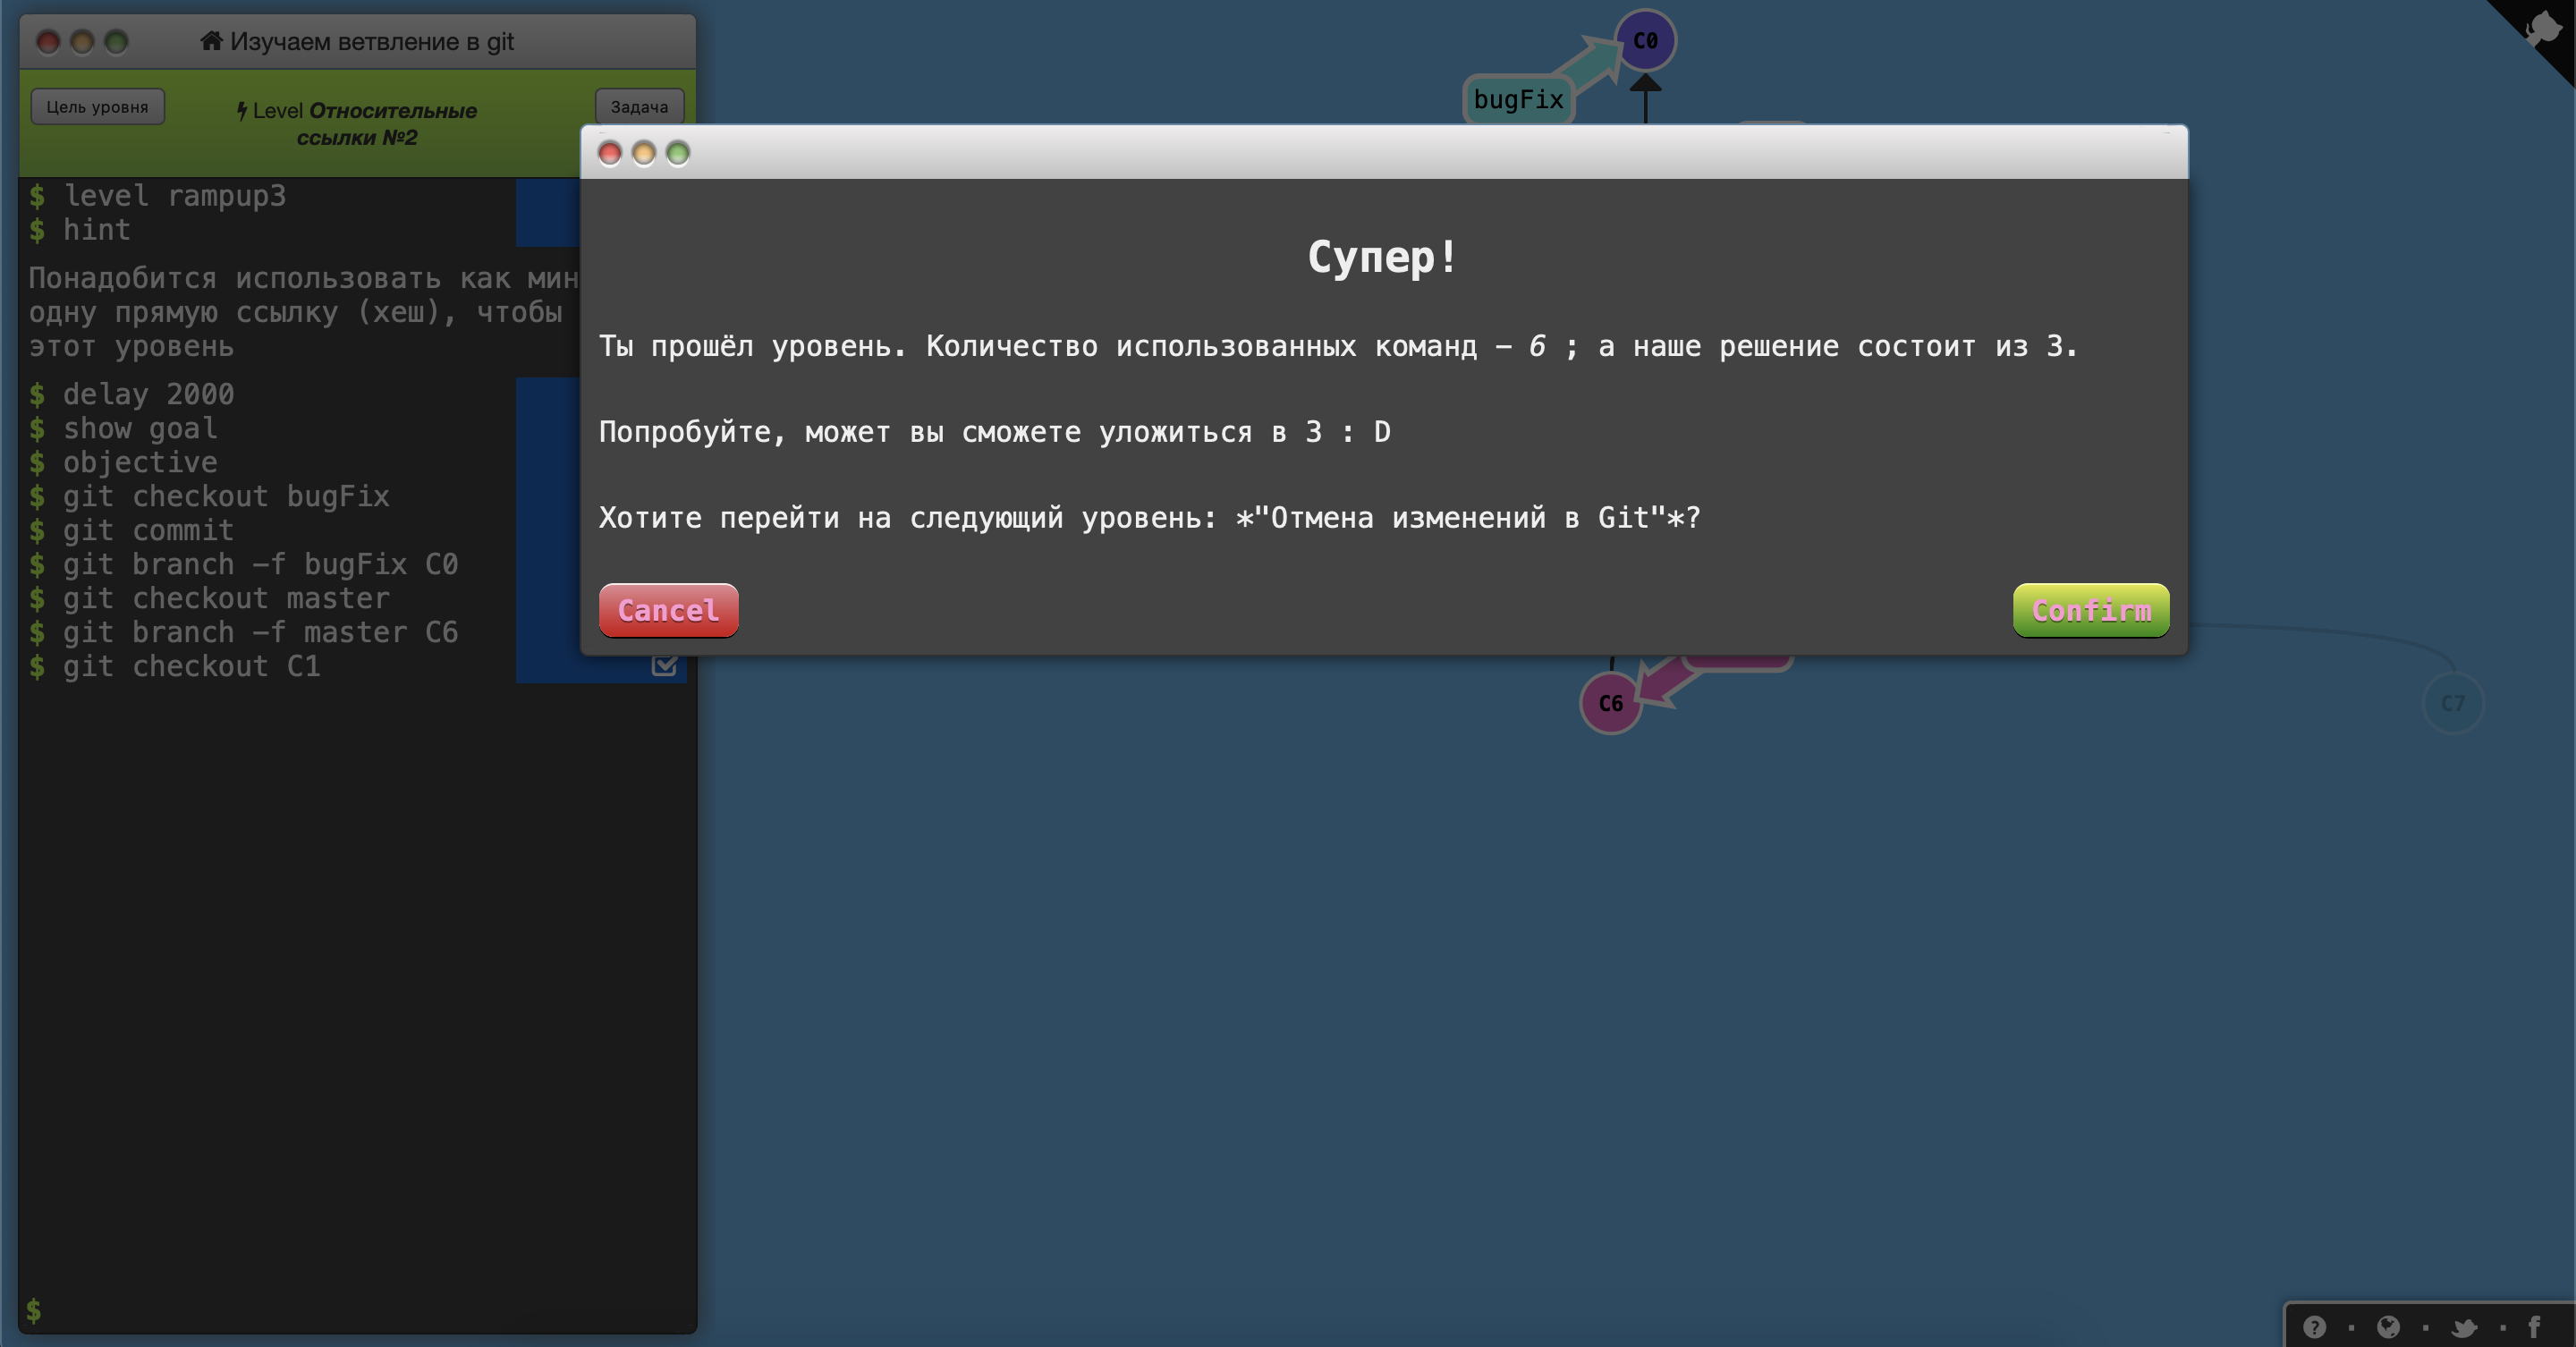 Изучаем ветвление в git
Цель уровня
Level Относительные
ссылки №2
Задача
$ level rampup3
$ hint
Понадобится использовать как мин
одну прямую ссылку (хеш), чтобы
этот уровень
$ delay 2000
$ show goal
$ objective
$ git checkout bugFix
$ git commit
$ git branch -f bugFix C0
$ git checkout master
$ git branch -f master C6
$ git checkout C1
$
C0
bugFix
Супер!
Ты прошёл уровень. Количество использованных команд – 6 ; а наше решение состоит из 3.
Попробуйте, может вы сможете уложиться в 3 : D
Хотите перейти на следующий уровень: *"Отмена изменений в Git"*?
Cancel
Confirm
C6
C7